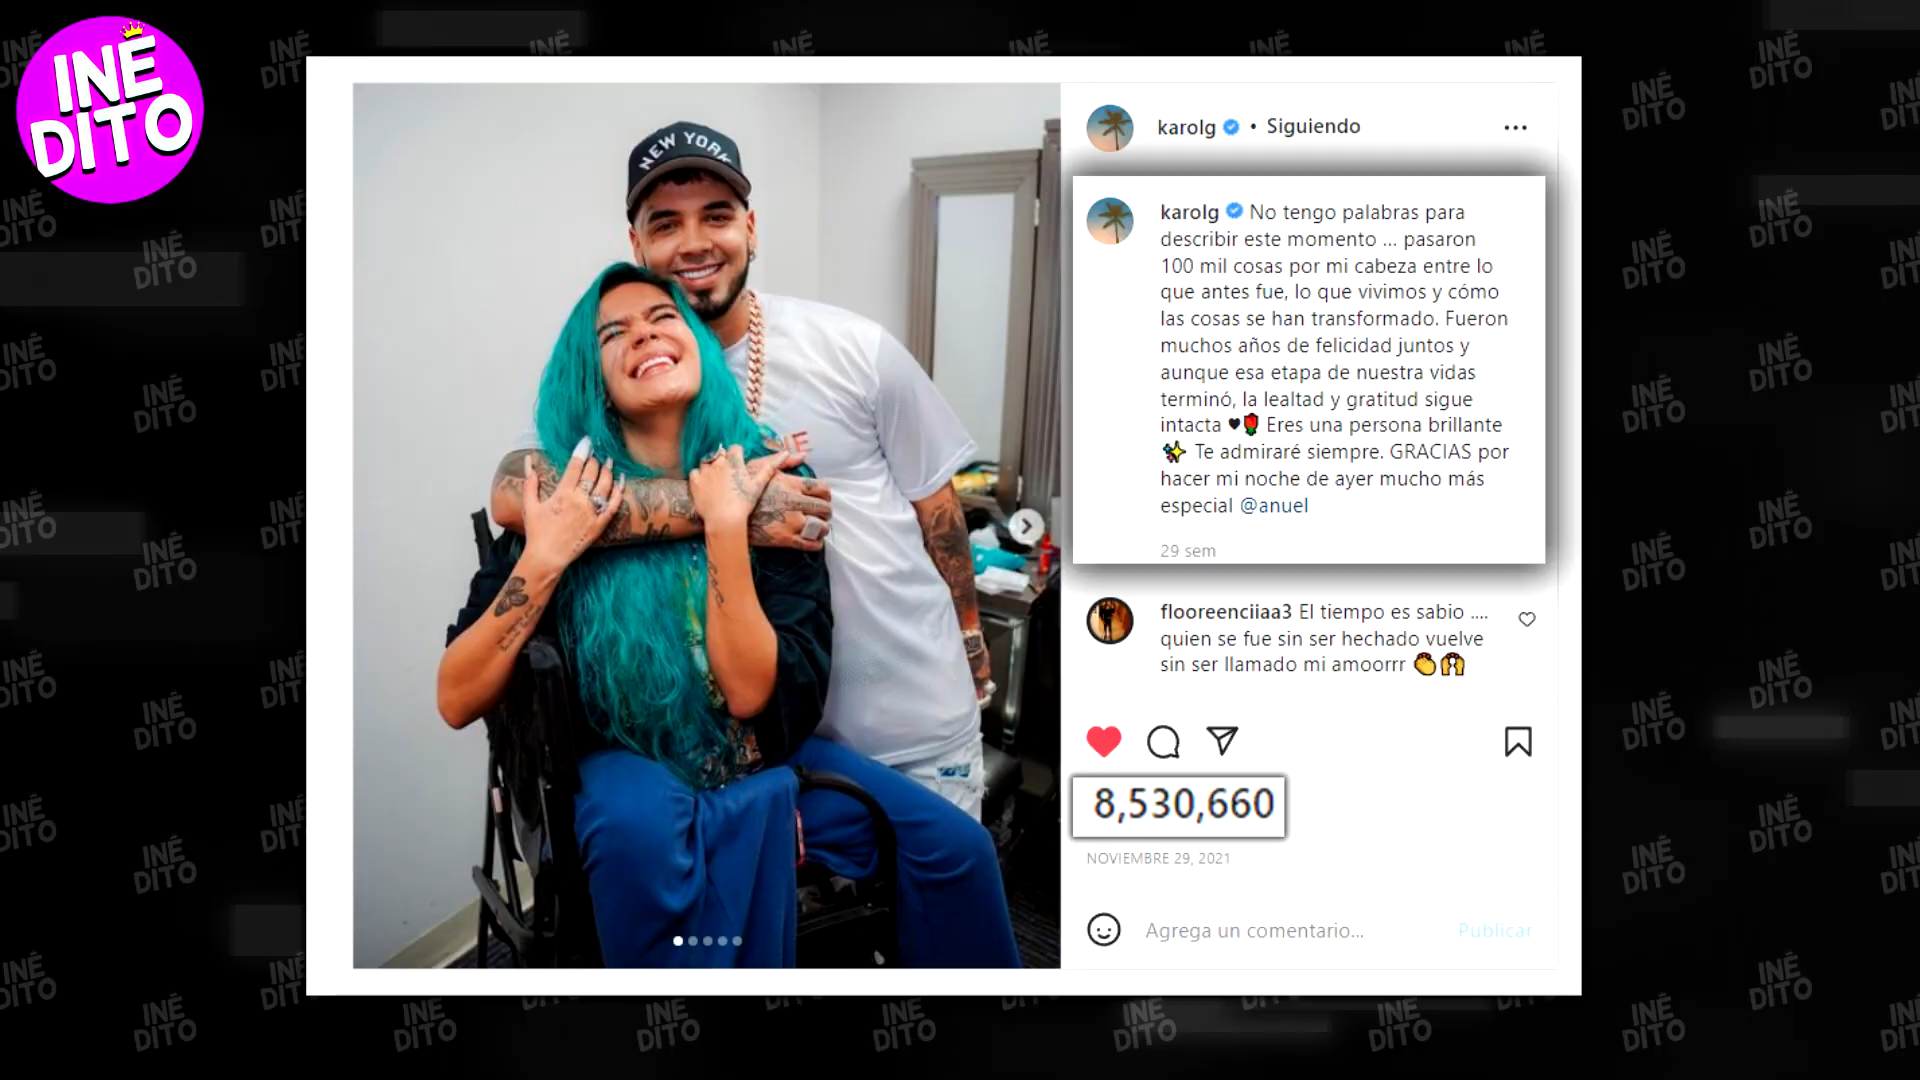 INÉ
DITO
NEW YORK
karolg • Siguiendo
karolg No tengo palabras para
describir este momento ... pasaron
100 mil cosas por mi cabeza entre lo
que antes fue, lo que vivimos y cómo
las cosas se han transformado. Fueron
muchos años de felicidad juntos y
aunque esa etapa de nuestra vidas
terminó, la lealtad y gratitud sigue
intacta 🖤🌹 Eres una persona brillante
✨ Te admiraré siempre. GRACIAS por
hacer mi noche de ayer mucho más
especial @anuel
29 sem
flooreenciiaa3 El tiempo es sabio ....
quien se fue sin ser hechado vuelve
sin ser llamado mi amoorrr 👏🙌
8,530,660
NOVIEMBRE 29, 2021
Agrega un comentario...
Publicar